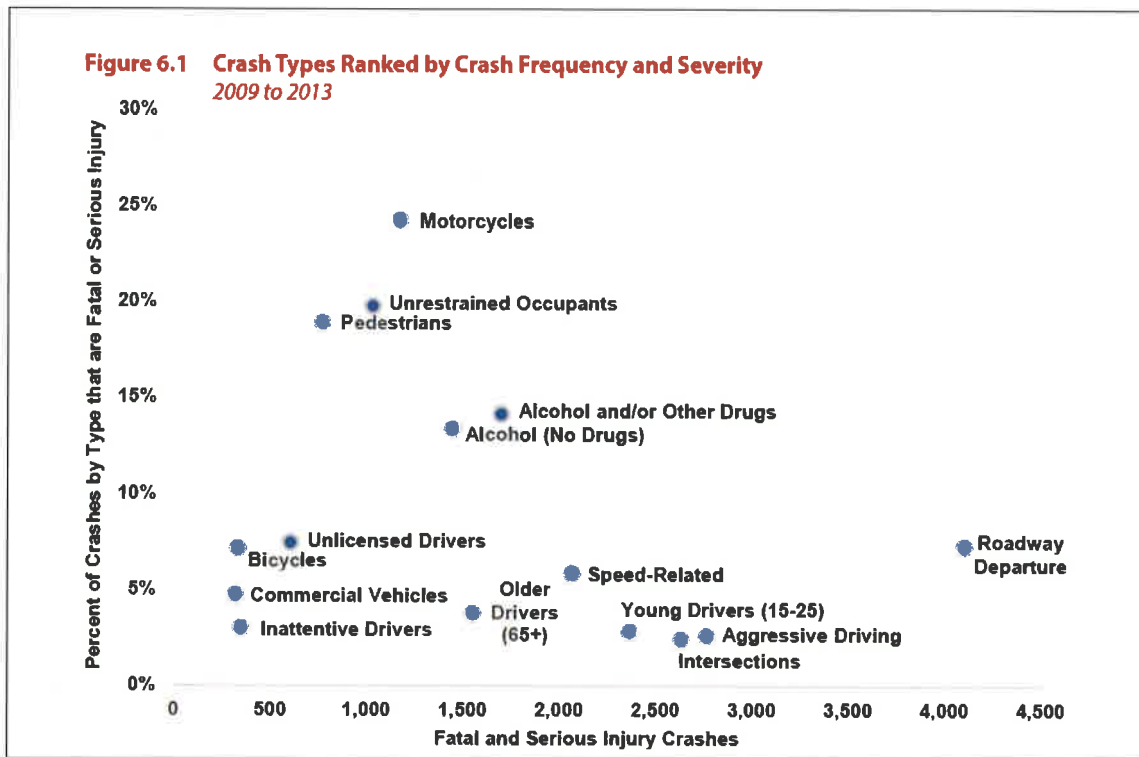 Figure 6.1 Crash Types Ranked by Crash Frequency and Severity
2009 to 2013
Percent of Crashes by Type that are Fatal or Serious Injury
30%
25%
20%
15%
10%
5%
0%
Motorcycles
Unrestrained Occupants
Pedestrians
Alcohol and/or Other Drugs
Alcohol (No Drugs)
Unlicensed Drivers
Bicycles
Commercial Vehicles
Inattentive Drivers
Older
Drivers
(65+)
Speed-Related
Young Drivers (15-25)
Aggressive Driving
Intersections
Roadway
Departure
0 500 1,000 1,500 2,000 2,500 3,000 3,500 4,000 4,500
Fatal and Serious Injury Crashes